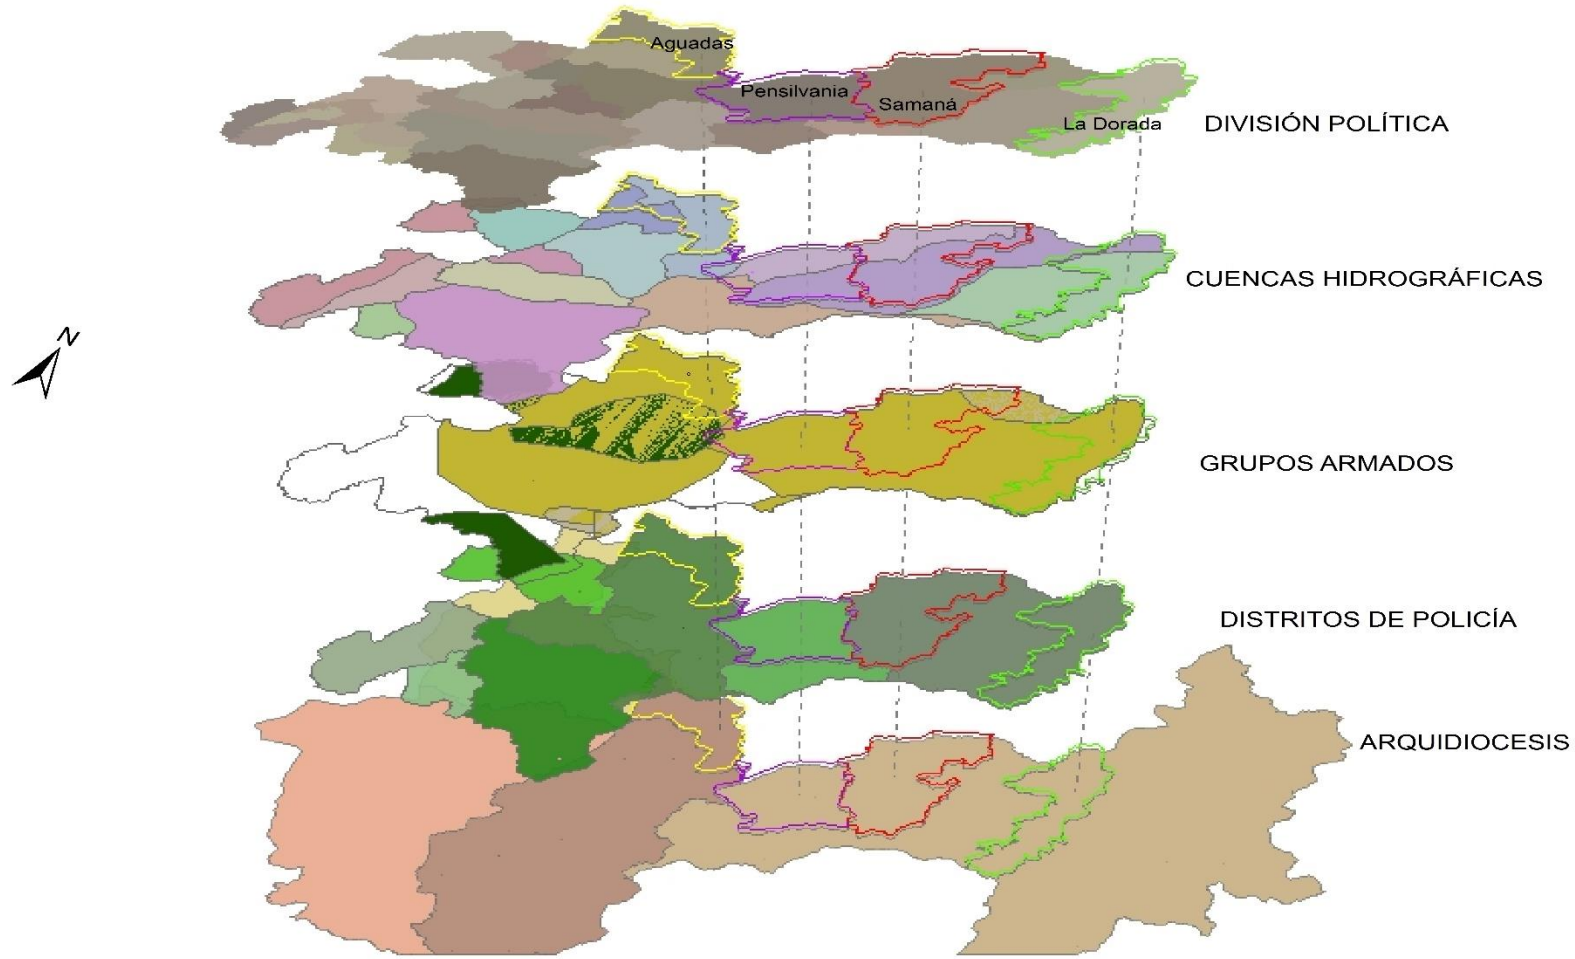 Aguadas
Pensilvania
Samaná
La Dorada
DIVISIÓN POLÍTICA
CUENCAS HIDROGRÁFICAS
N
GRUPOS ARMADOS
DISTRITOS DE POLICÍA
ARQUIDIOCESIS